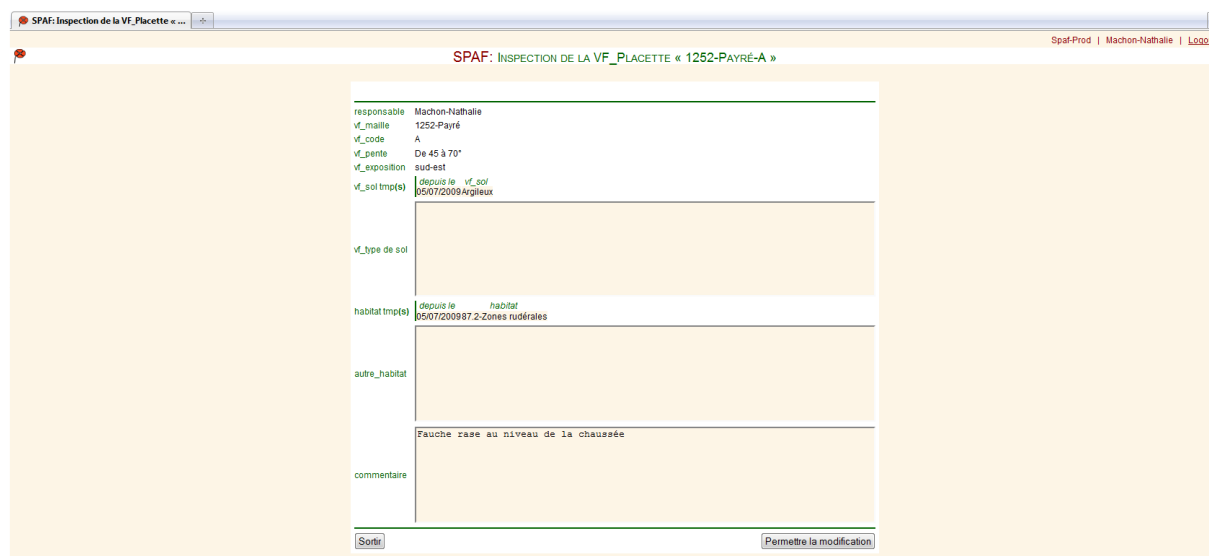 SPAF: Inspection de la VF_Placette « ...
Spaf-Prod | Machon-Nathalie | Logo
SPAF: Inspection de la VF_Placette « 1252-Payré-A »
responsable Machon-Nathalie
vf_maille 1252-Payré
vf_code A
vf_pente De 45 à 70°
vf_exposition sud-est
vf_sol tmp(s) depuis le vf_sol
05/07/2009 Argileux
vf_type de sol
habitat tmp(s) depuis le habitat
05/07/2009 87.2-Zones rudérales
autre_habitat
Fauche rase au niveau de la chaussée
commentaire
Sortir Permettre la modification